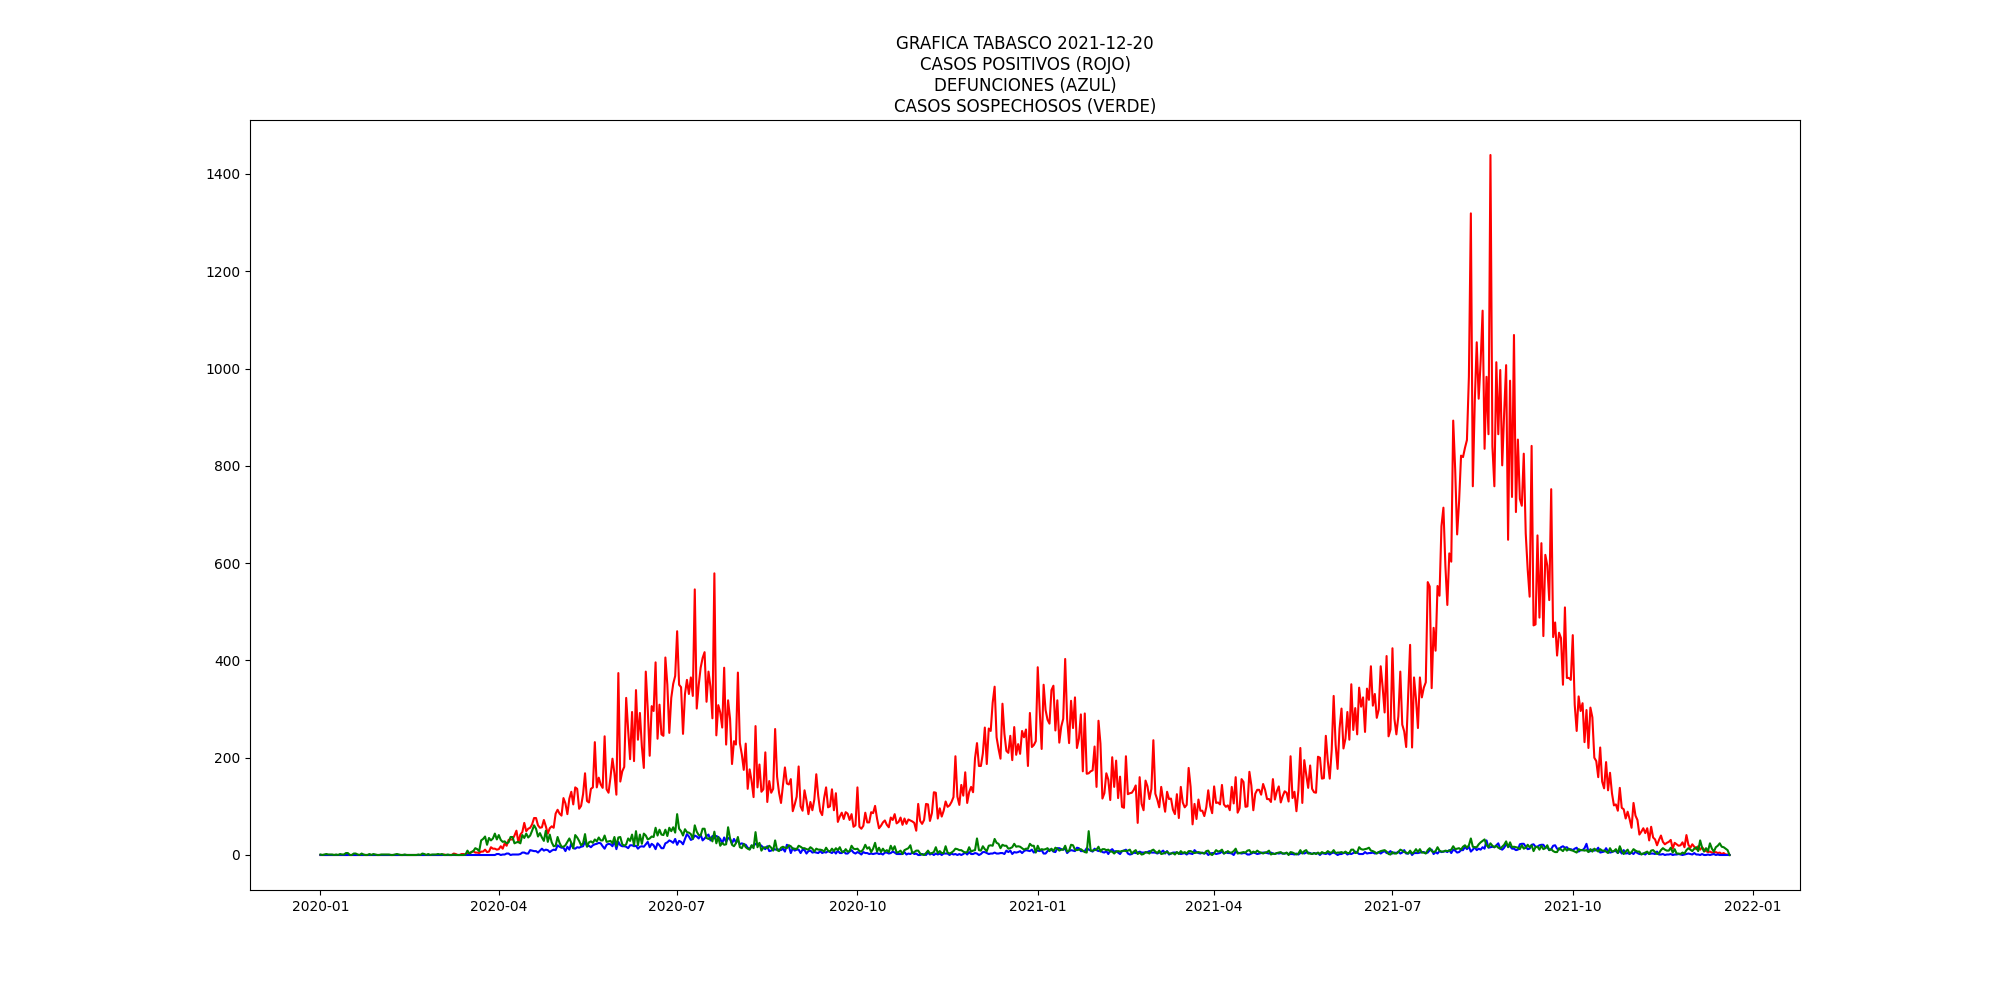 GRAFICA TABASCO 2021-12-20
CASOS POSITIVOS (ROJO)
DEFUNCIONES (AZUL)
CASOS SOSPECHOSOS (VERDE)
1400
1200
1000
800
600
400
200
0
2020-01 2020-04 2020-07 2020-10 2021-01 2021-04 2021-07 2021-10 2022-01